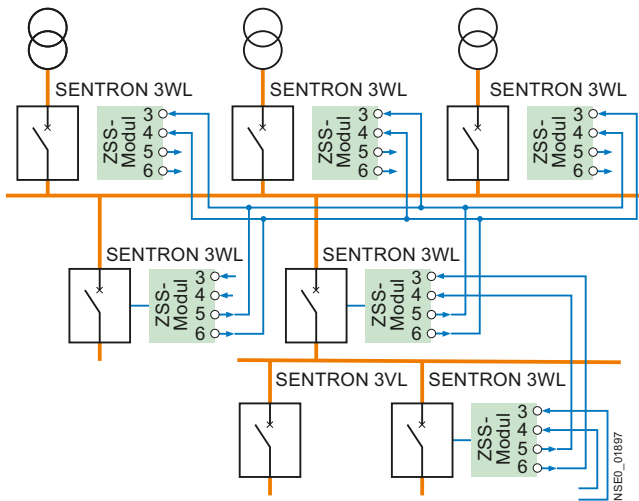 SENTRON 3WL
SENTRON 3WL
SENTRON 3WL
ZSS-
Modul
3
4
5
6
ZSS-
Modul
3
4
5
6
ZSS-
Modul
3
4
5
6
SENTRON 3WL
SENTRON 3WL
ZSS-
Modul
3
4
5
6
ZSS-
Modul
3
4
5
6
SENTRON 3VL
SENTRON 3WL
ZSS-
Modul
3
4
5
6
NSE0_01897